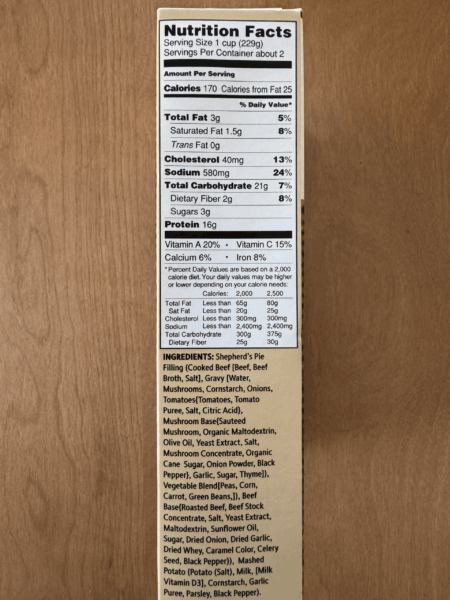 Nutrition Facts
Serving Size 1 cup (229g)
Servings Per Container about 2
Amount Per Serving
Calories 170 Calories from Fat 25
% Daily Value*
Total Fat 3g 5%
Saturated Fat 1.5g 8%
Trans Fat 0g
Cholesterol 40mg 13%
Sodium 580mg 24%
Total Carbohydrate 21g 7%
Dietary Fiber 2g 8%
Sugars 3g
Protein 16g
Vitamin A 20% • Vitamin C 15%
Calcium 6% • Iron 8%
*Percent Daily Values are based on a 2,000
calorie diet. Your daily values may be higher
or lower depending on your calorie needs:
Calories: 2,000 2,500
Total Fat Less than 65g 80g
Sat Fat Less than 20g 25g
Cholesterol Less than 300mg 300mg
Sodium Less than 2,400mg 2,400mg
Total Carbohydrate 300g 375g
Dietary Fiber 25g 30g
INGREDIENTS: Shepherd's Pie
Filling (Cooked Beef [Beef, Beef
Broth, Salt], Gravy [Water,
Mushrooms, Cornstarch, Onions,
Tomatoes(Tomatoes, Tomato
Puree, Salt, Citric Acid),
Mushroom Base(Sauteed
Mushroom, Organic Maltodextrin,
Olive Oil, Yeast Extract, Salt,
Mushroom Concentrate, Organic
Cane Sugar, Onion Powder, Black
Pepper), Garlic, Sugar, Thyme]),
Vegetable Blend[Peas, Corn,
Carrot, Green Beans,]), Beef
Base(Roasted Beef, Beef Stock
Concentrate, Salt, Yeast Extract,
Maltodextrin, Sunflower Oil,
Sugar, Dried Onion, Dried Garlic,
Dried Whey, Caramel Color, Celery
Seed, Black Pepper)), Mashed
Potato (Potato (Salt), Milk, [Milk
Vitamin D3], Cornstarch, Garlic
Puree, Parsley, Black Pepper).